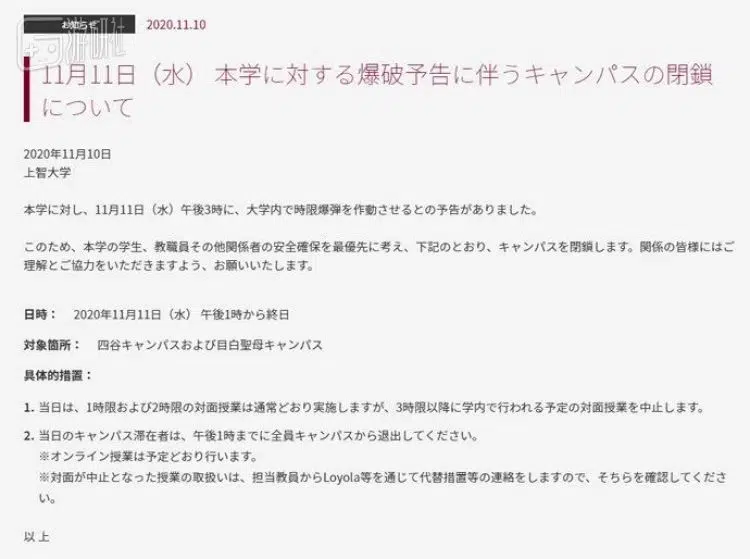 お知らせ
2020.11.10
游研社
11月11日（水） 本学に対する爆破予告に伴うキャンパスの閉鎖
について
2020年11月10日
上智大学
本学に対し、11月11日（水）午後3時に、大学内で時限爆弾を作動させるとの予告がありました。
このため、本学の学生、教職員その他関係者の安全確保を最優先に考え、下記のとおり、キャンパスを閉鎖します。関係の皆様にはご
理解とご協力をいただきますよう、お願いいたします。
日時： 2020年11月11日（水） 午後1時から終日
対象箇所： 四谷キャンパスおよび目白聖母キャンパス
具体的措置：
1. 当日は、1時限および2時限の対面授業は通常どおり実施しますが、3時限以降に学内で行われる予定の対面授業を中止します。
2. 当日のキャンパス滞在者は、午後1時までに全員キャンパスから退出してください。
※オンライン授業は予定どおり行います。
※対面が中止となった授業の取扱いは、担当教員からLoyola等を通じて代替措置等の連絡をしますので、そちらを確認してくださ
い。
以 上